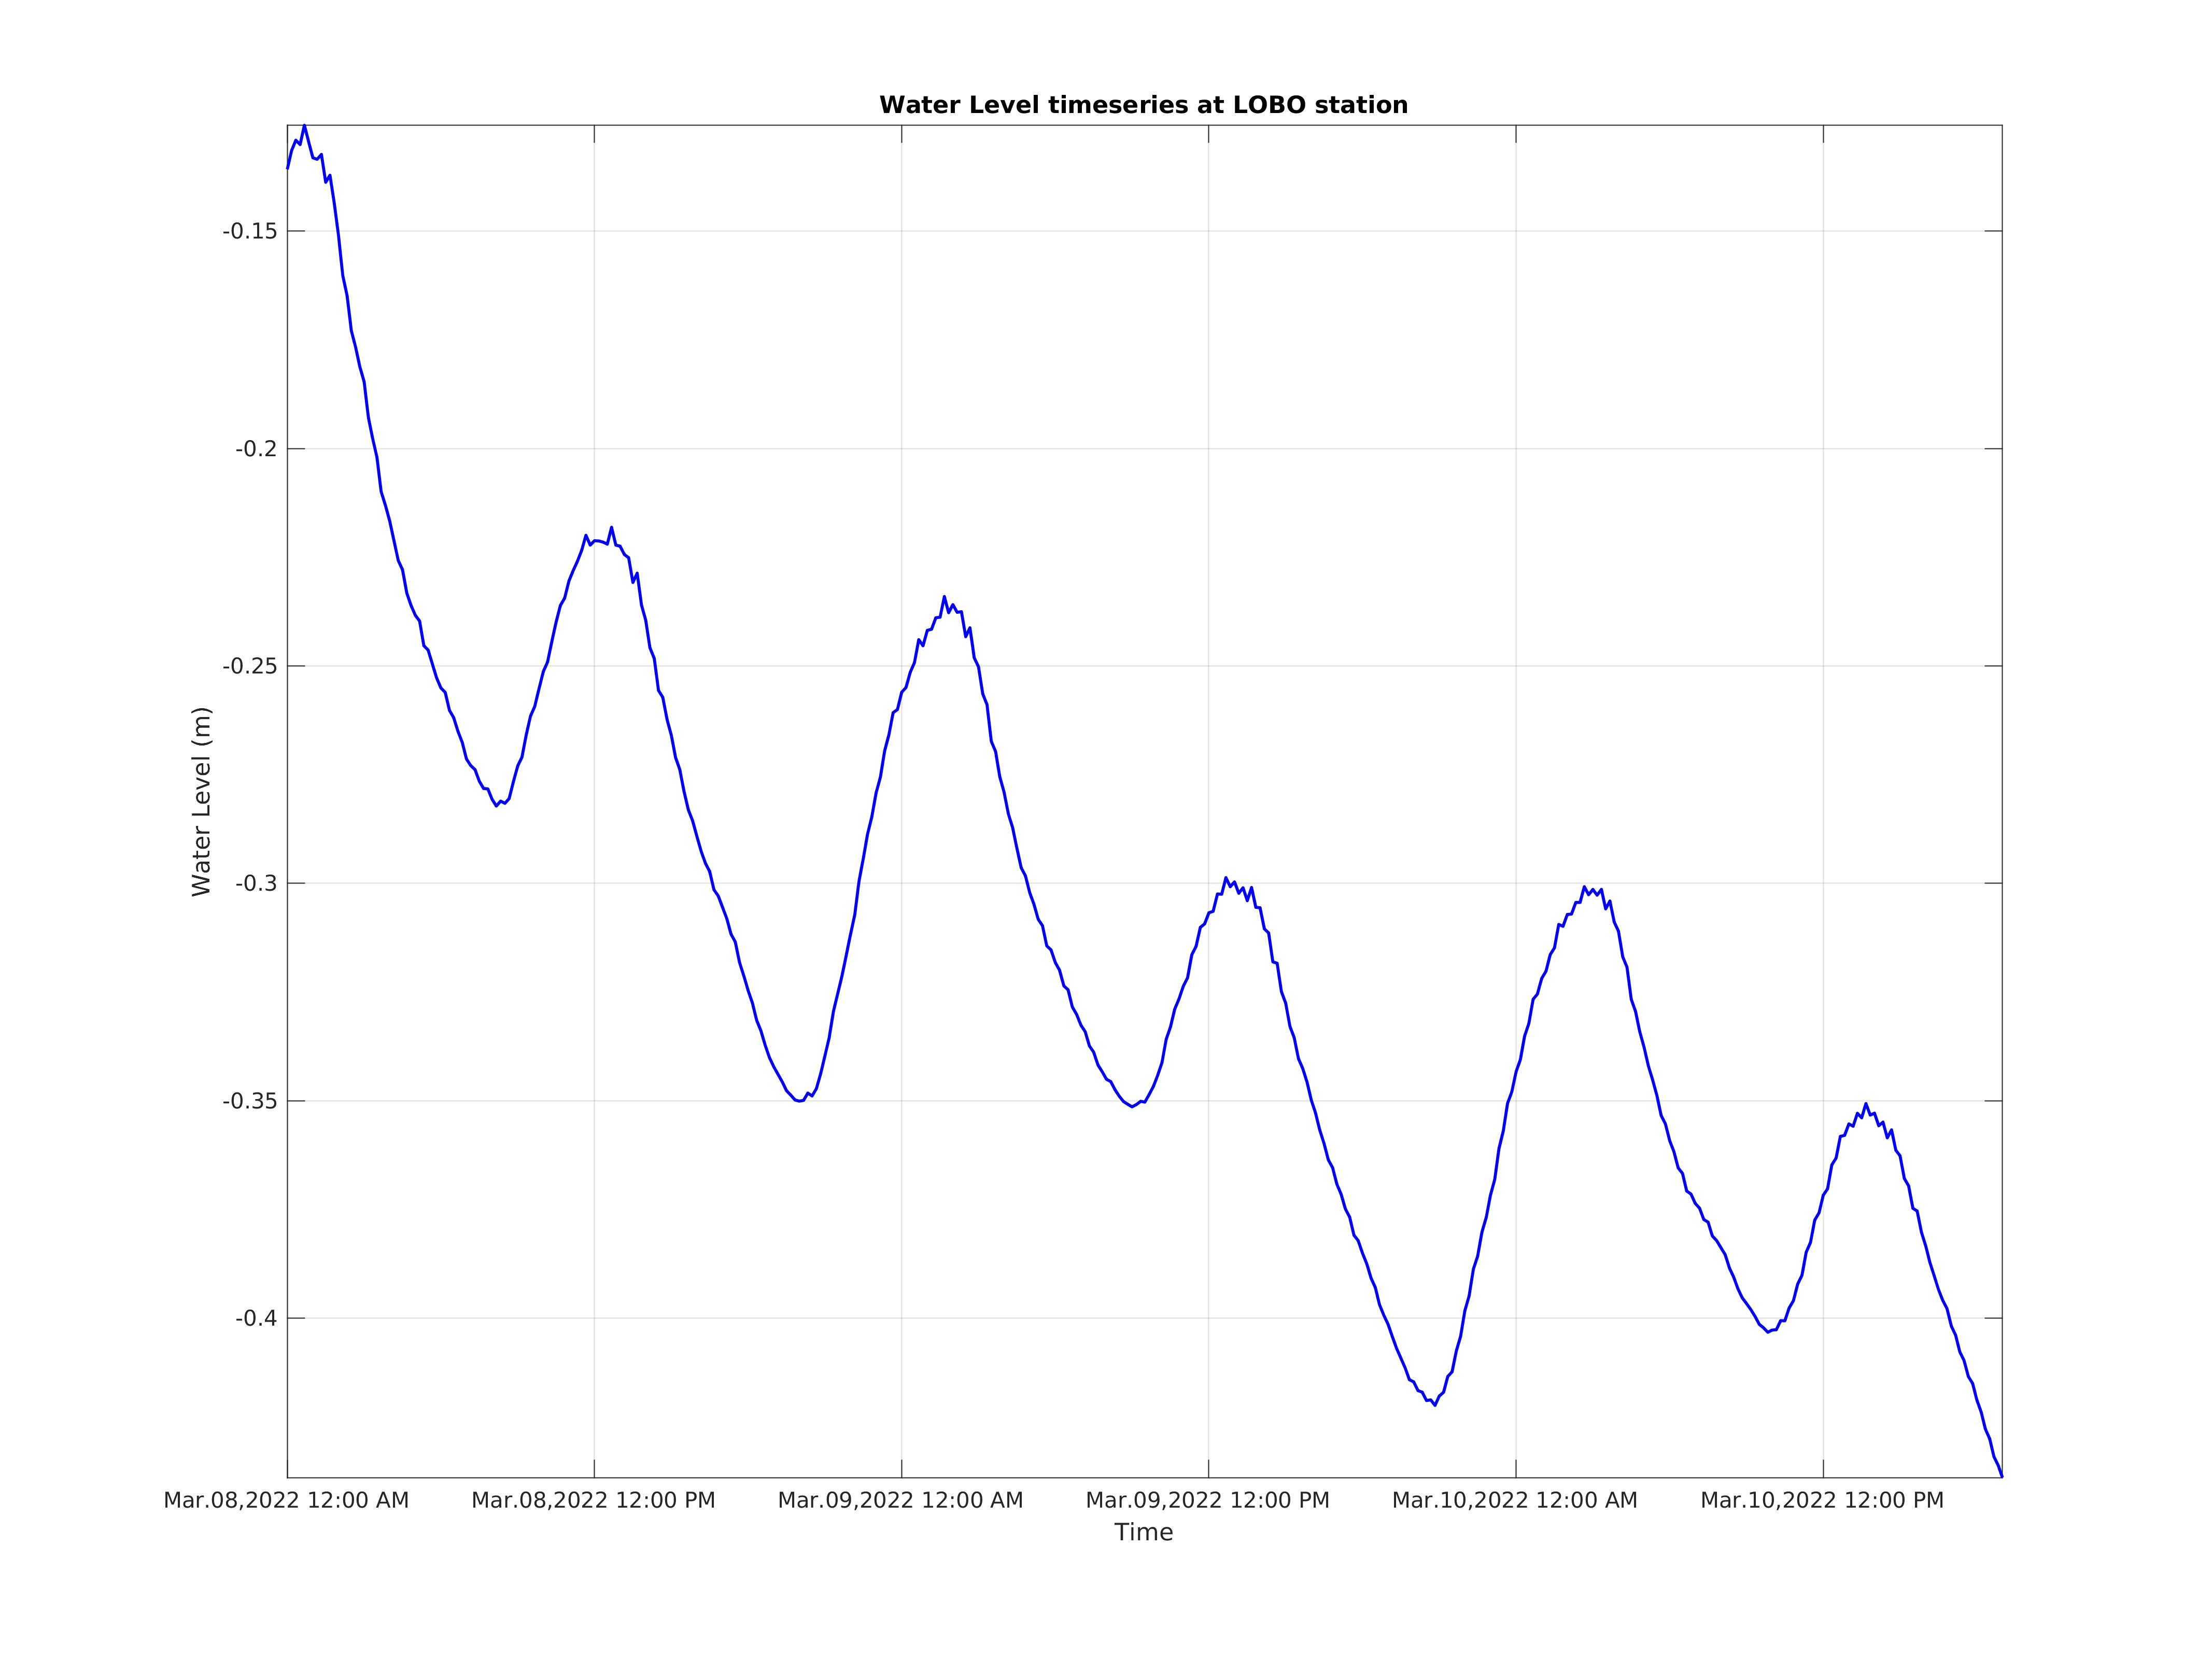 Water Level timeseries at LOBO station
-0.15
-0.2
-0.25
-0.3
-0.35
-0.4
Water Level (m)
Mar.08,2022 12:00 AM
Mar.08,2022 12:00 PM
Mar.09,2022 12:00 AM
Mar.09,2022 12:00 PM
Mar.10,2022 12:00 AM
Mar.10,2022 12:00 PM
Time